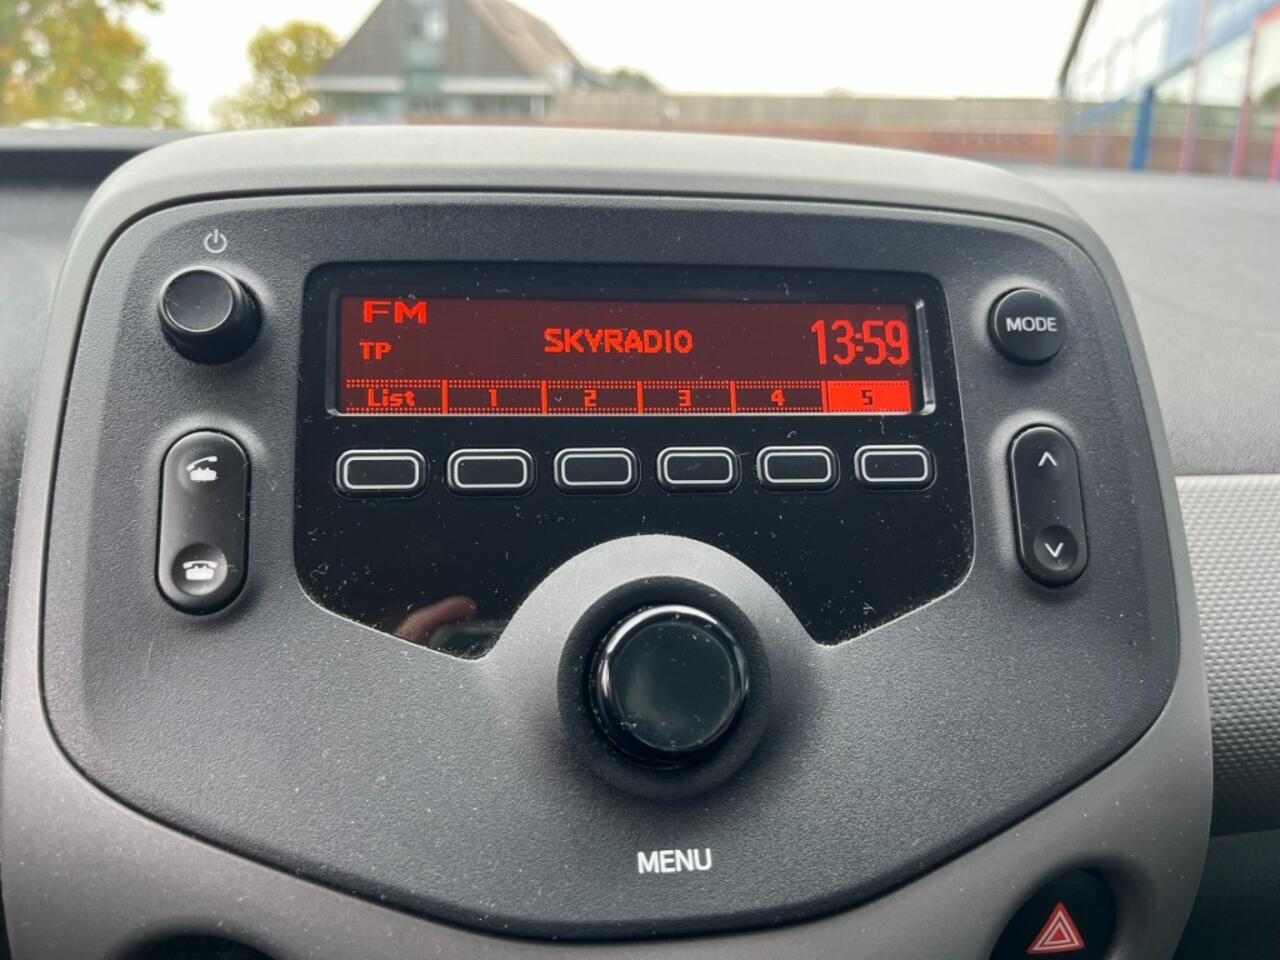 FM
TP
SKYRADIO
13:59
List 1 2 3 4 5
MODE
MENU